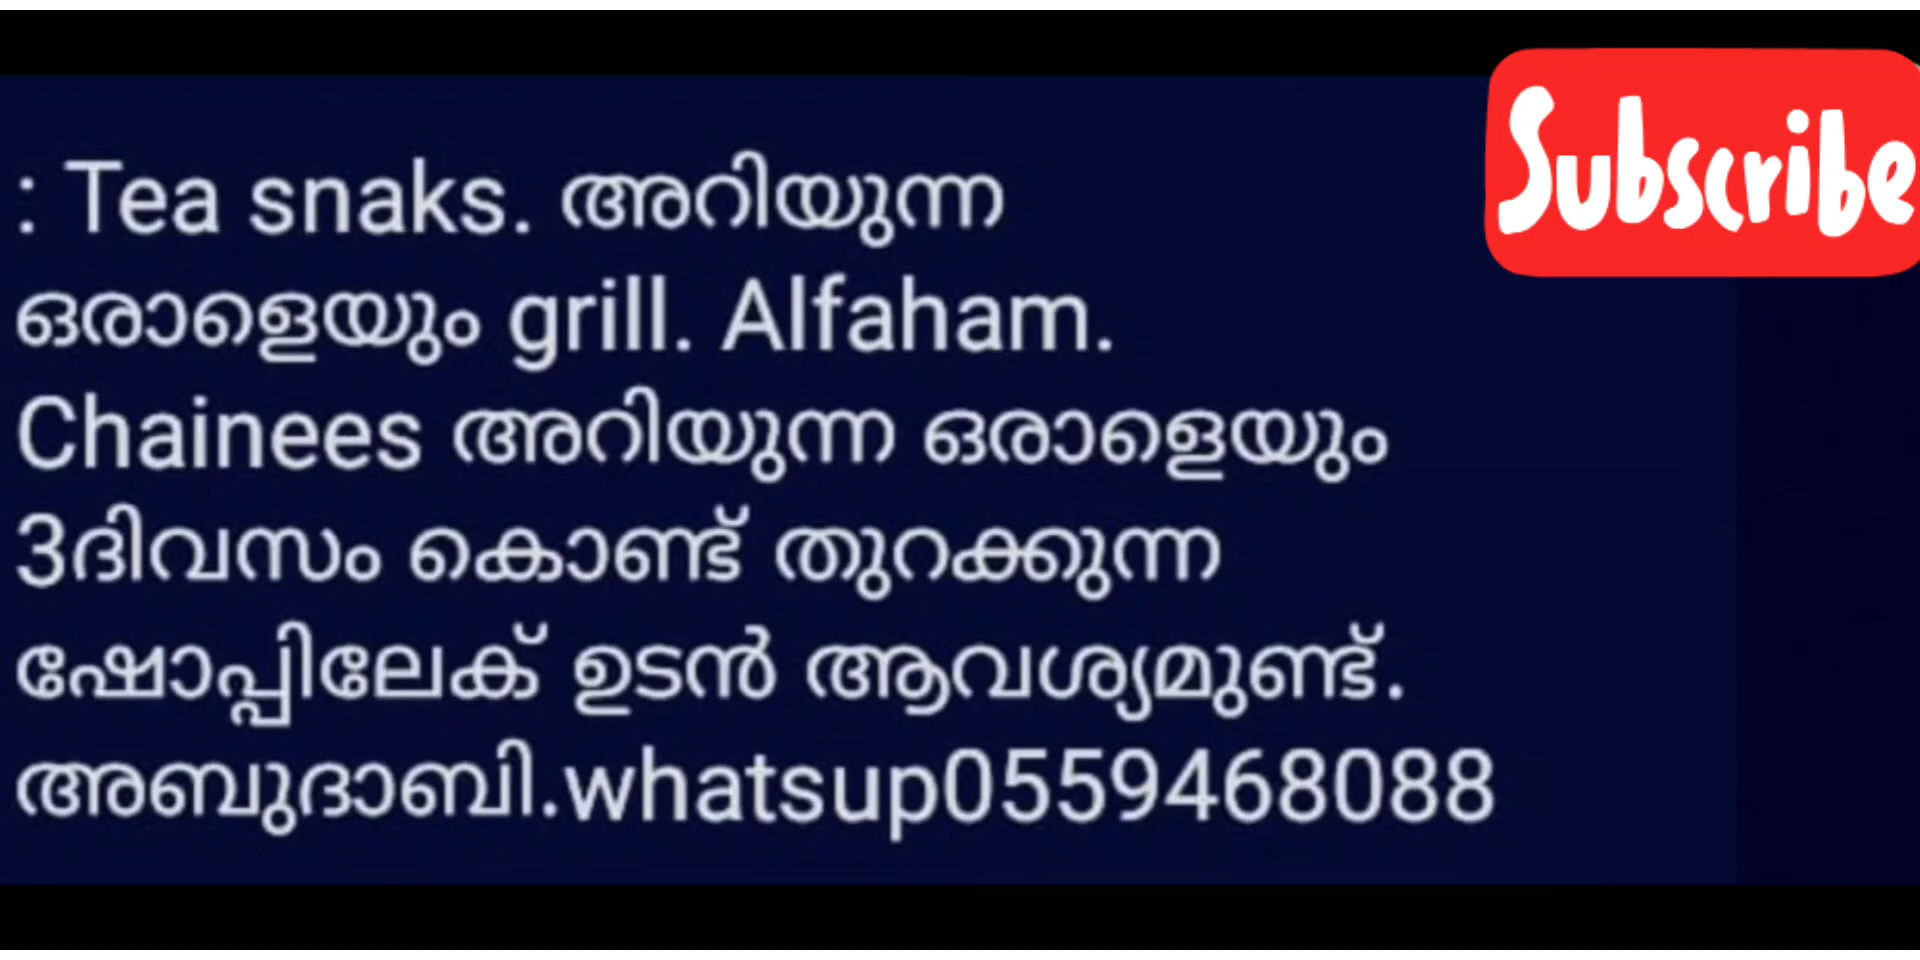 Subscribe
: Tea snaks. അറിയുന്ന
ഒരാളെയും grill. Alfaham.
Chainees അറിയുന്ന ഒരാളെയും
3ദിവസം കൊണ്ട് തുറക്കുന്ന
ഷോപ്പിലേക് ഉടൻ ആവശ്യമുണ്ട്.
അബുദാബി.whatsup0559468088